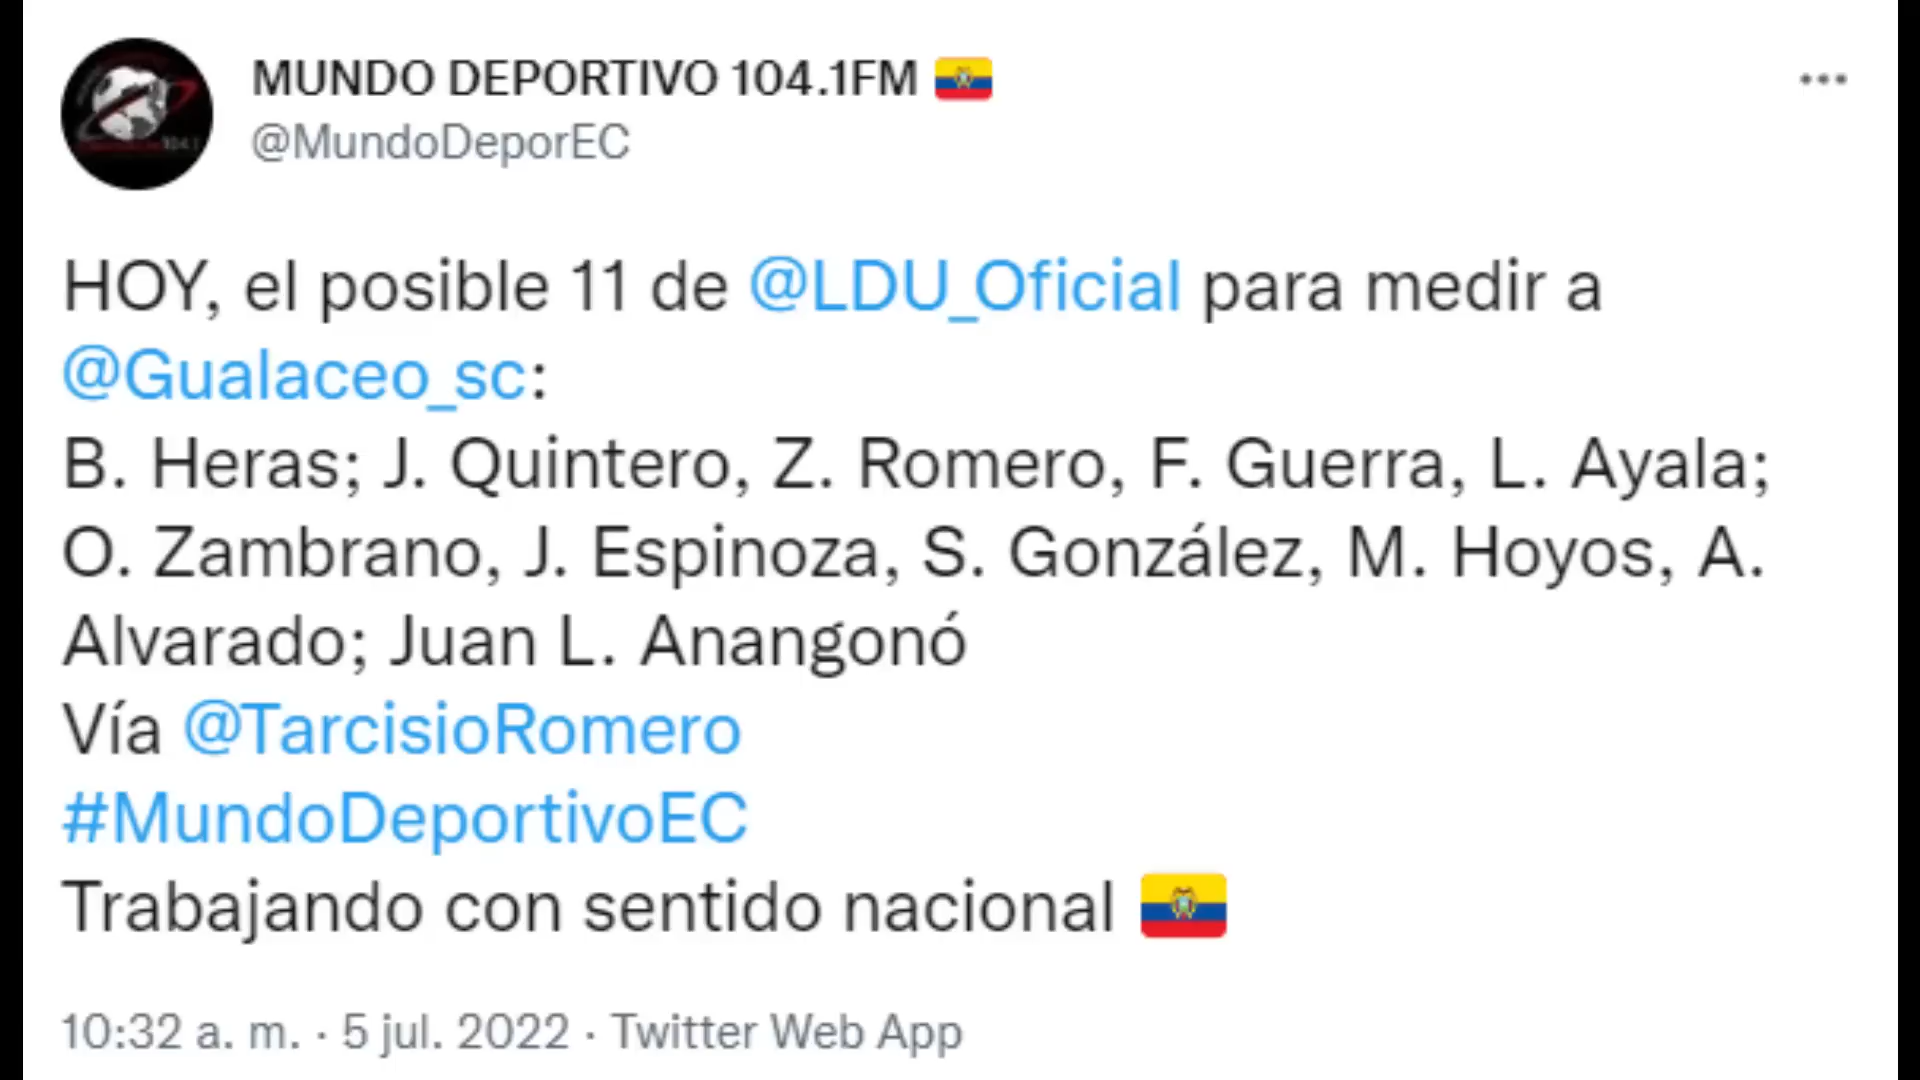 MUNDO DEPORTIVO 104.1FM
@MundoDeporEC
HOY, el posible 11 de @LDU_Oficial para medir a
@Gualaceo_sc:
B. Heras; J. Quintero, Z. Romero, F. Guerra, L. Ayala;
O. Zambrano, J. Espinoza, S. González, M. Hoyos, A.
Alvarado; Juan L. Anangonó
Vía @TarcisioRomero
#MundoDeportivoEC
Trabajando con sentido nacional
10:32 a. m. · 5 jul. 2022 · Twitter Web App